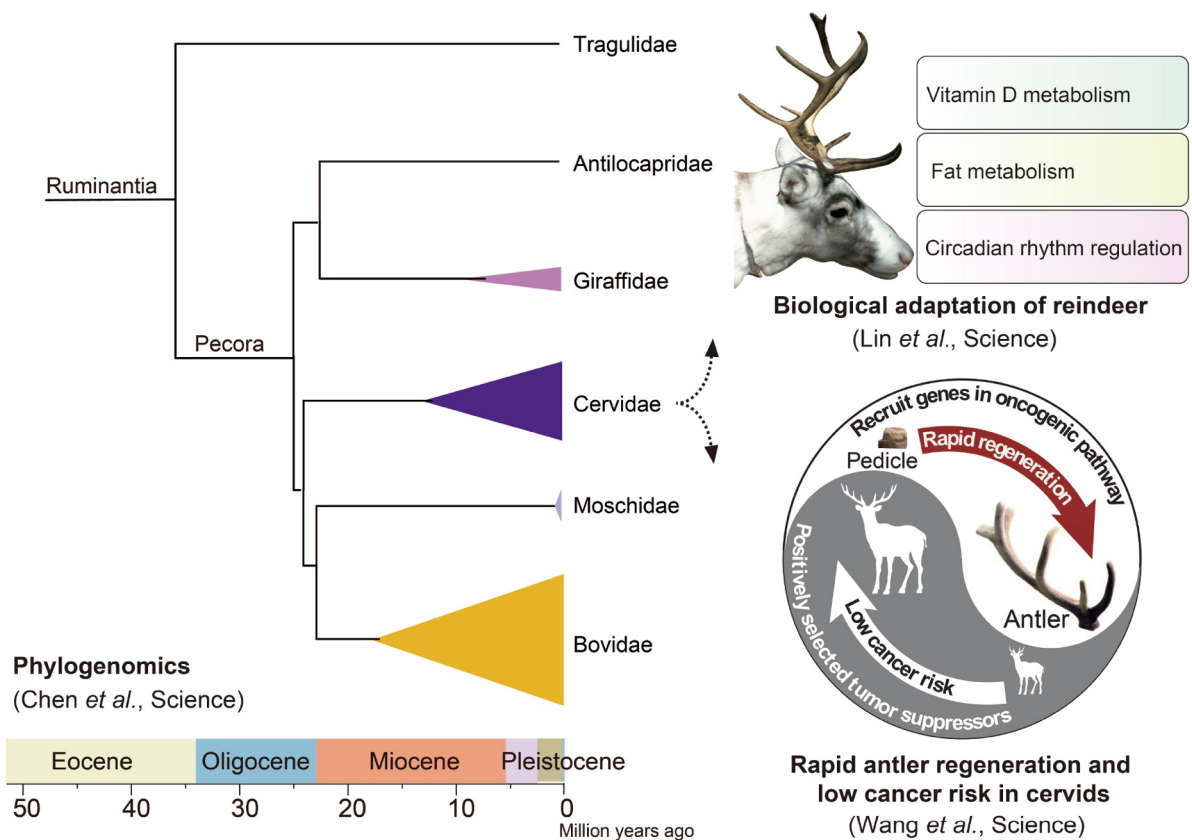 Ruminantia
Pecora
Tragulidae
Antilocapridae
Giraffidae
Cervidae
Moschidae
Bovidae
Phylogenomics
(Chen et al., Science)
Eocene
Oligocene
Miocene
Pleistocene
50
40
30
20
10
0
Million years ago
Vitamin D metabolism
Fat metabolism
Circadian rhythm regulation
Biological adaptation of reindeer
(Lin et al., Science)
Recruit genes in oncogenic pathway
Rapid regeneration
Pedicle
Antler
Low cancer risk
Positively selected tumor suppressors
Rapid antler regeneration and
low cancer risk in cervids
(Wang et al., Science)